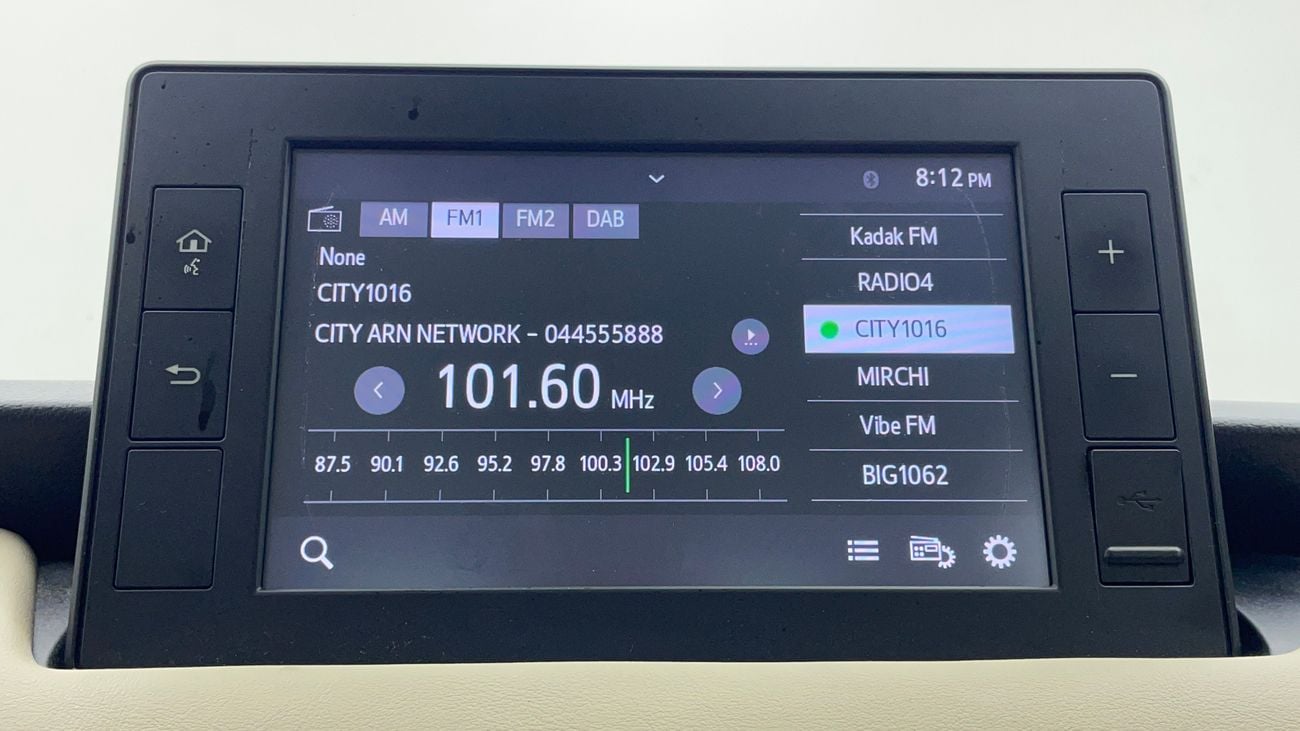 8:12 PM
AM FM1 FM2 DAB
None
CITY1016
CITY ARN NETWORK - 044555888
101.60 MHz
87.5 90.1 92.6 95.2 97.8 100.3 102.9 105.4 108.0
Kadak FM
RADIO4
CITY1016
MIRCHI
Vibe FM
BIG1062